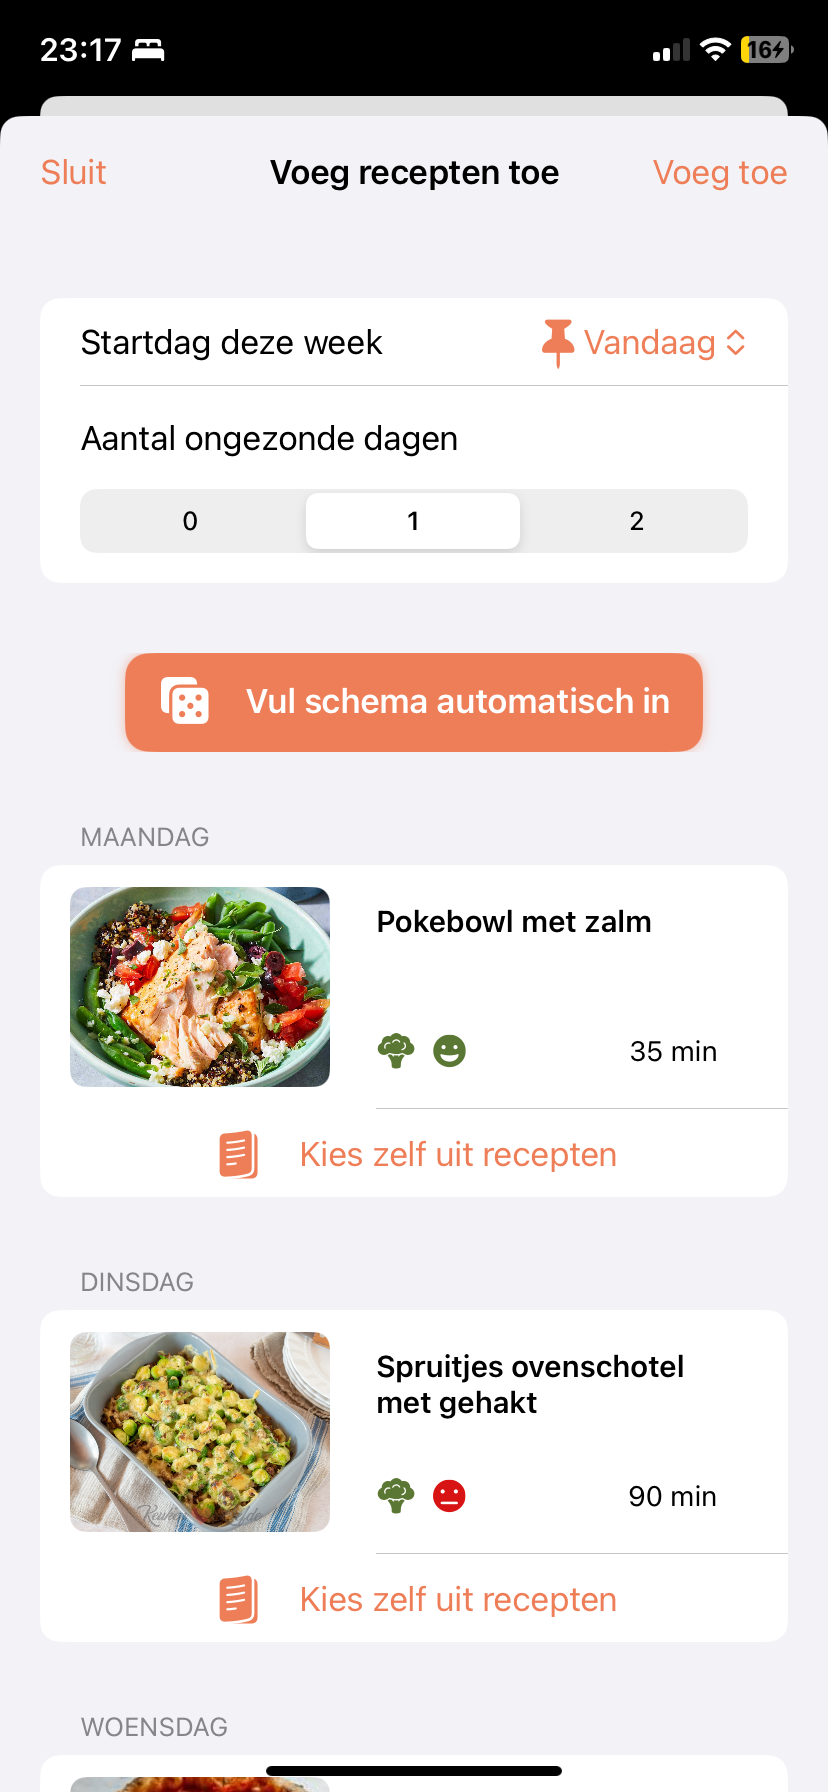 23:17
16
Sluit
Voeg recepten toe
Voeg toe
Startdag deze week
Vandaag
Aantal ongezonde dagen
0
1
2
Vul schema automatisch in
MAANDAG
Pokebowl met zalm
35 min
Kies zelf uit recepten
DINSDAG
Spruitjes ovenschotel
met gehakt
90 min
Kies zelf uit recepten
WOENSDAG